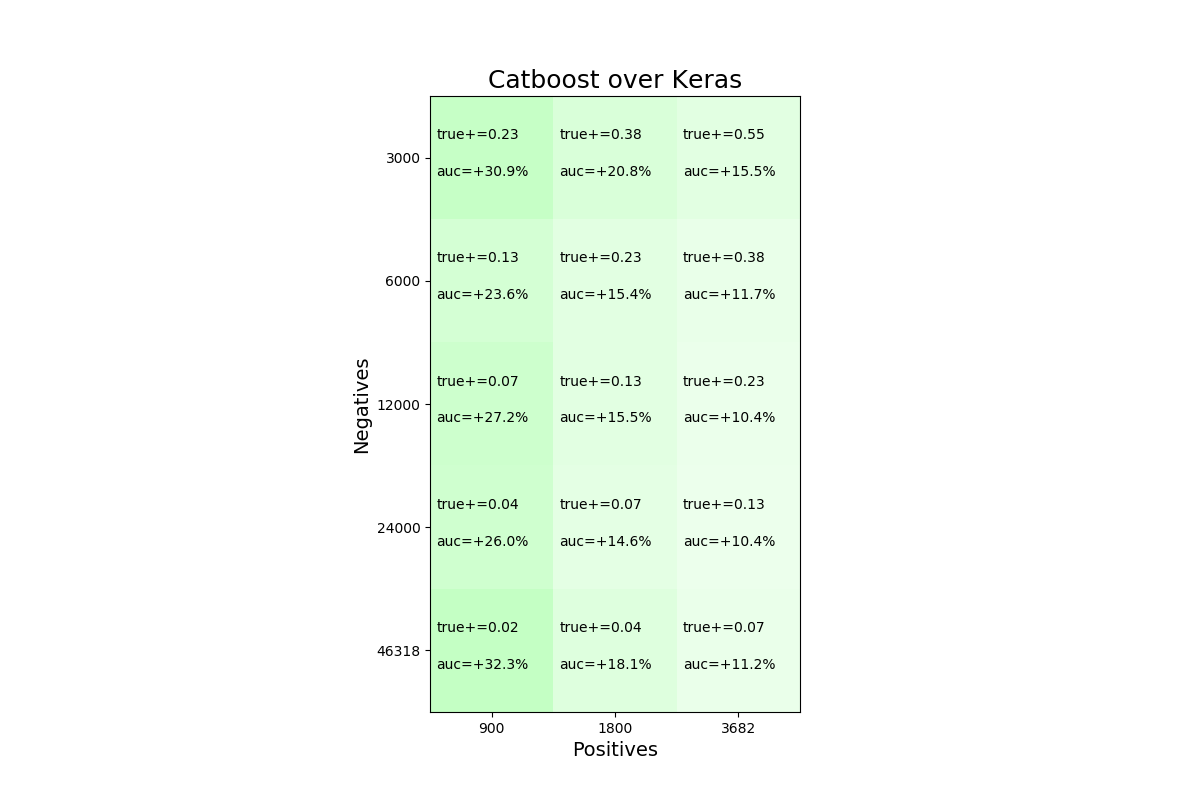 Catboost over Keras
true+=0.23 true+=0.38 true+=0.55
3000
auc=+30.9% auc=+20.8% auc=+15.5%
true+=0.13 true+=0.23 true+=0.38
6000
auc=+23.6% auc=+15.4% auc=+11.7%
true+=0.07 true+=0.13 true+=0.23
Negatives
12000
auc=+27.2% auc=+15.5% auc=+10.4%
true+=0.04 true+=0.07 true+=0.13
24000
auc=+26.0% auc=+14.6% auc=+10.4%
true+=0.02 true+=0.04 true+=0.07
46318
auc=+32.3% auc=+18.1% auc=+11.2%
900 1800 3682
Positives